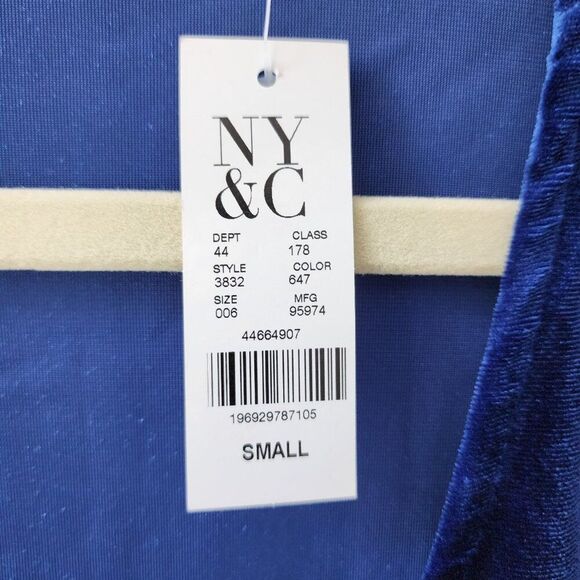 NY
&C
DEPT CLASS
44 178
STYLE COLOR
3832 647
SIZE MFG
006 95974
44664907
196929787105
SMALL